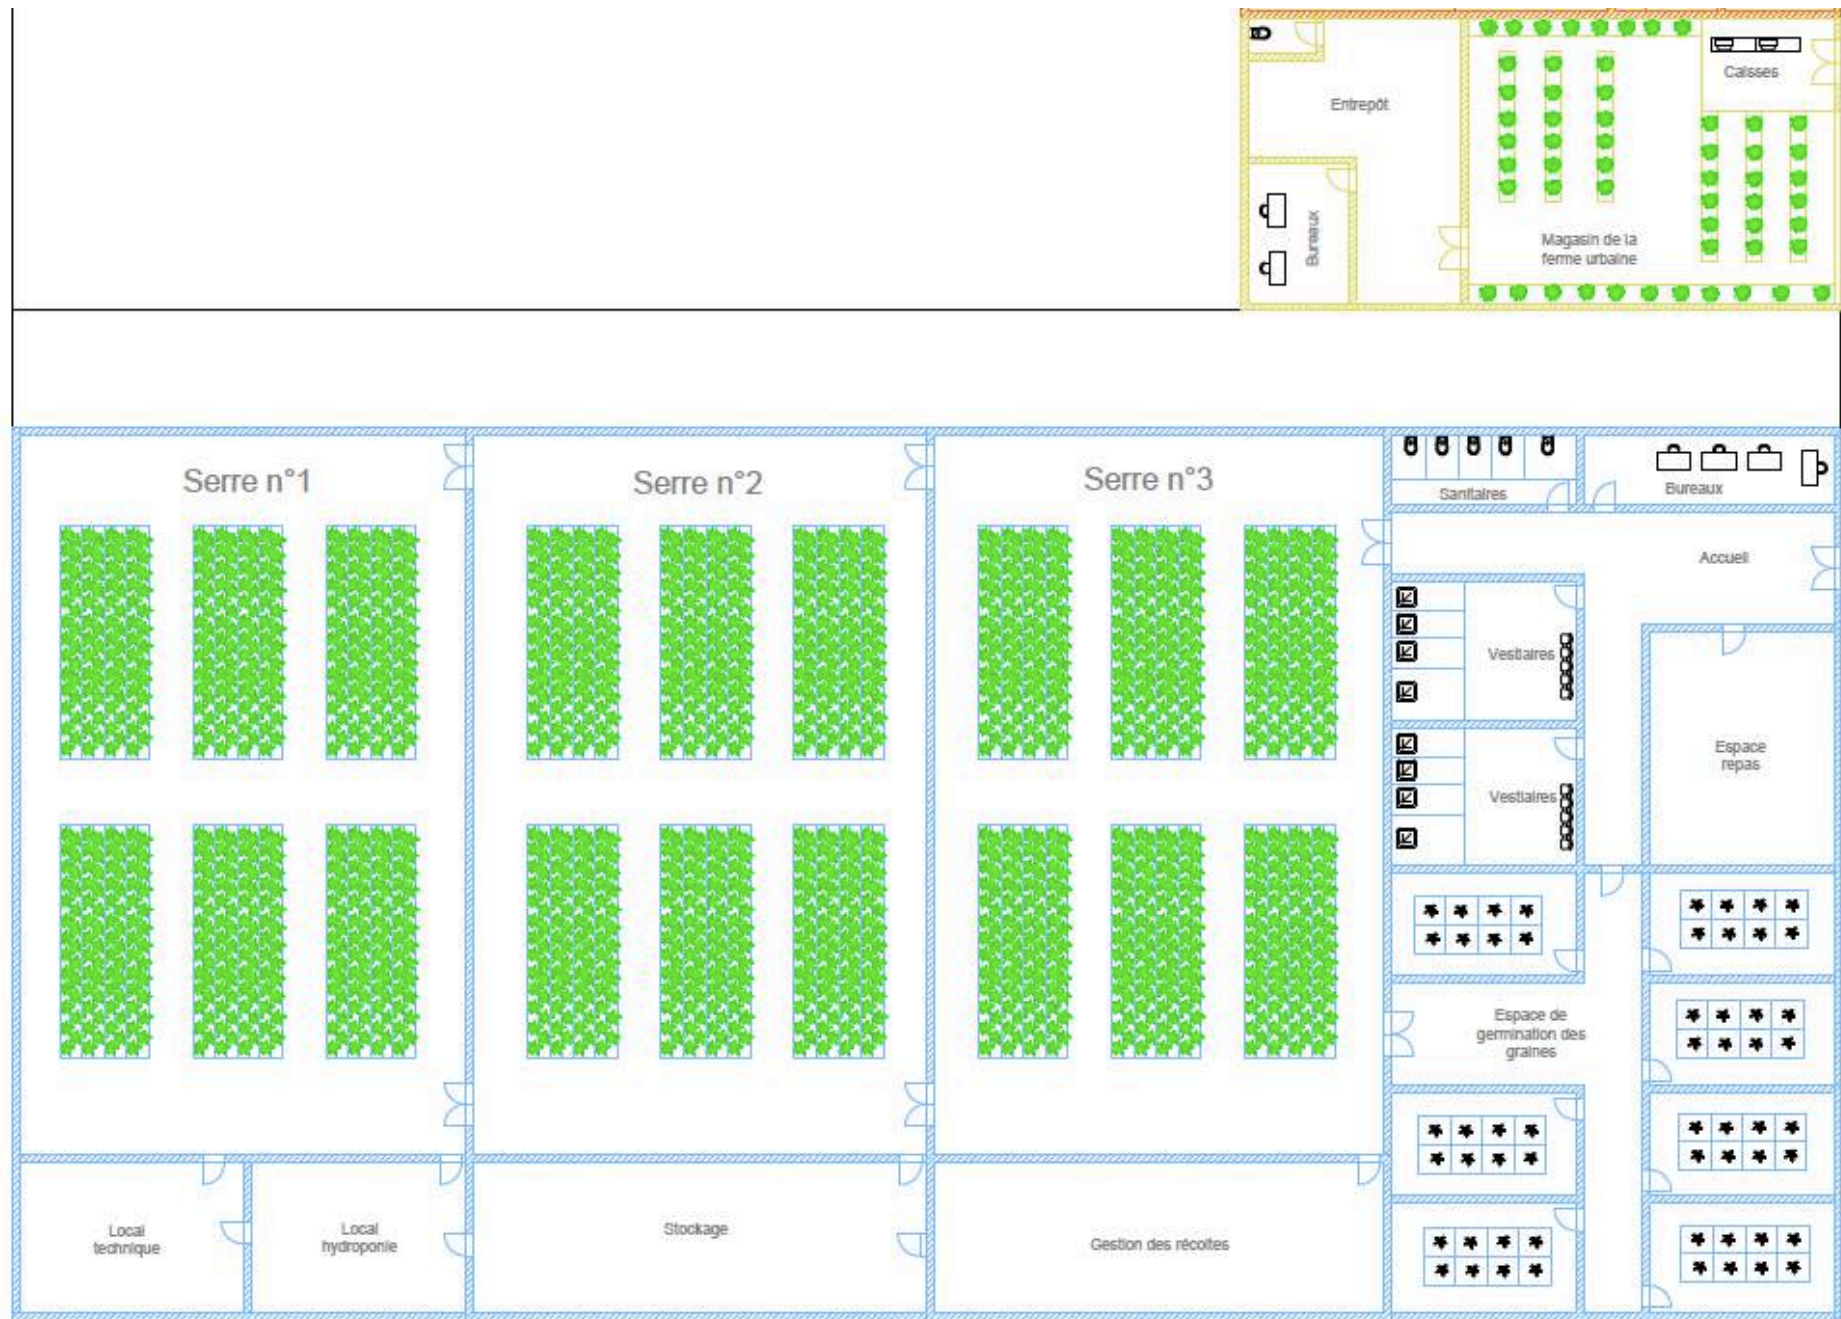 Caisses
Entrepôt
Bureaux
Magasin de la
ferme urbaine
Serre n°1
Serre n°2
Serre n°3
Sanitaires
Bureaux
Accueil
Vestiaires
Espace
repas
Vestiaires
Espace de
germination des
graines
Local
technique
Local
hydroponie
Stockage
Gestion des récoltes